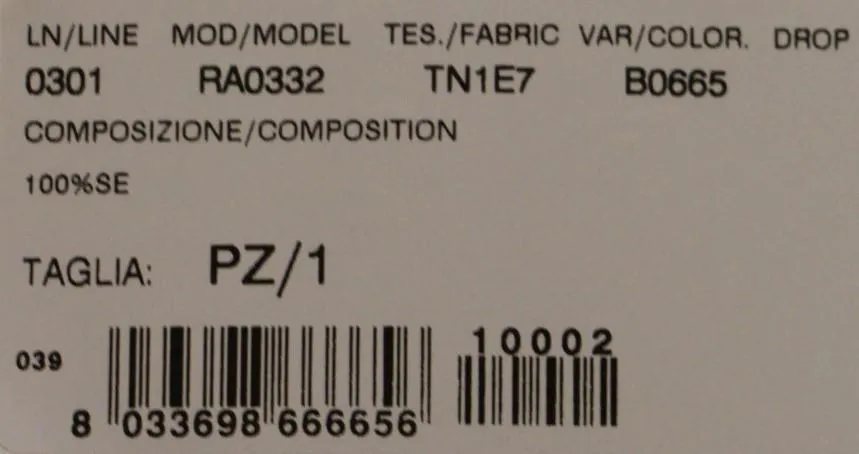 LN/LINE MOD/MODEL TES./FABRIC VAR/COLOR. DROP
0301 RA0332 TN1E7 B0665
COMPOSIZIONE/COMPOSITION
100%SE
TAGLIA: PZ/1
10002
039
8 033698 666656